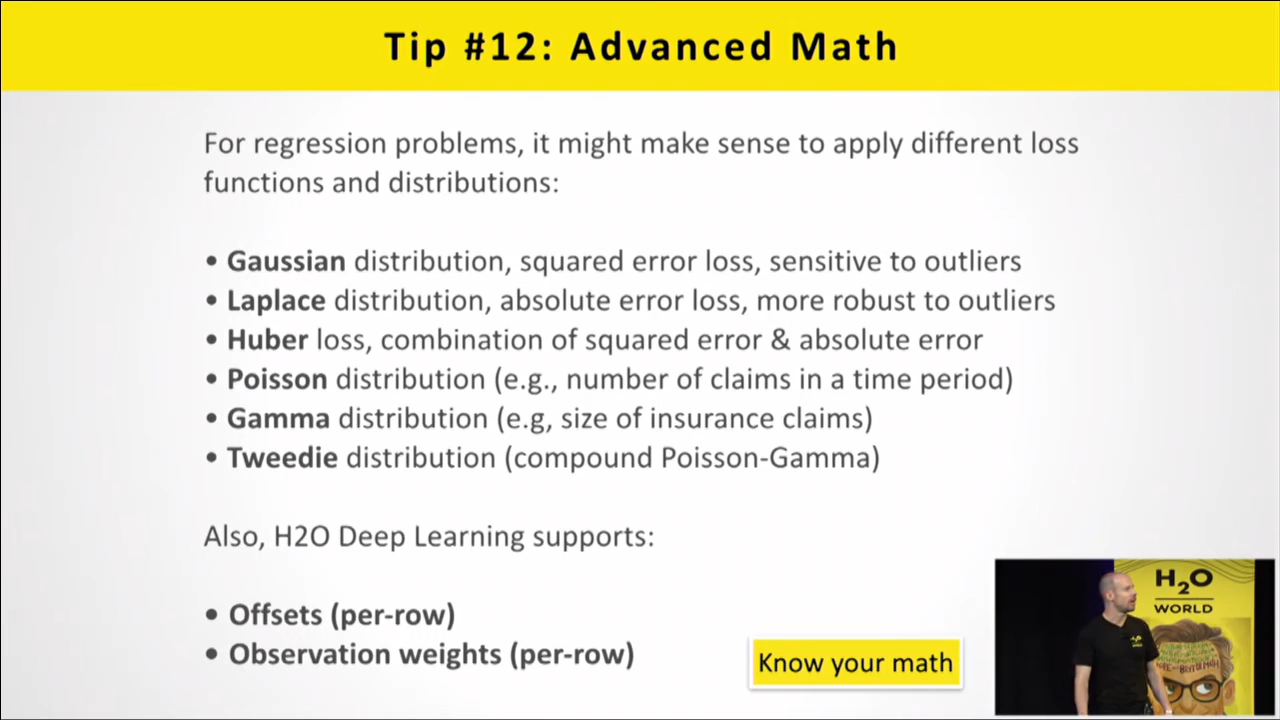 Tip #12: Advanced Math
For regression problems, it might make sense to apply different loss
functions and distributions:
• Gaussian distribution, squared error loss, sensitive to outliers
• Laplace distribution, absolute error loss, more robust to outliers
• Huber loss, combination of squared error & absolute error
• Poisson distribution (e.g., number of claims in a time period)
• Gamma distribution (e.g, size of insurance claims)
• Tweedie distribution (compound Poisson-Gamma)
Also, H2O Deep Learning supports:
• Offsets (per-row)
• Observation weights (per-row)
Know your math
H2O
WORLD